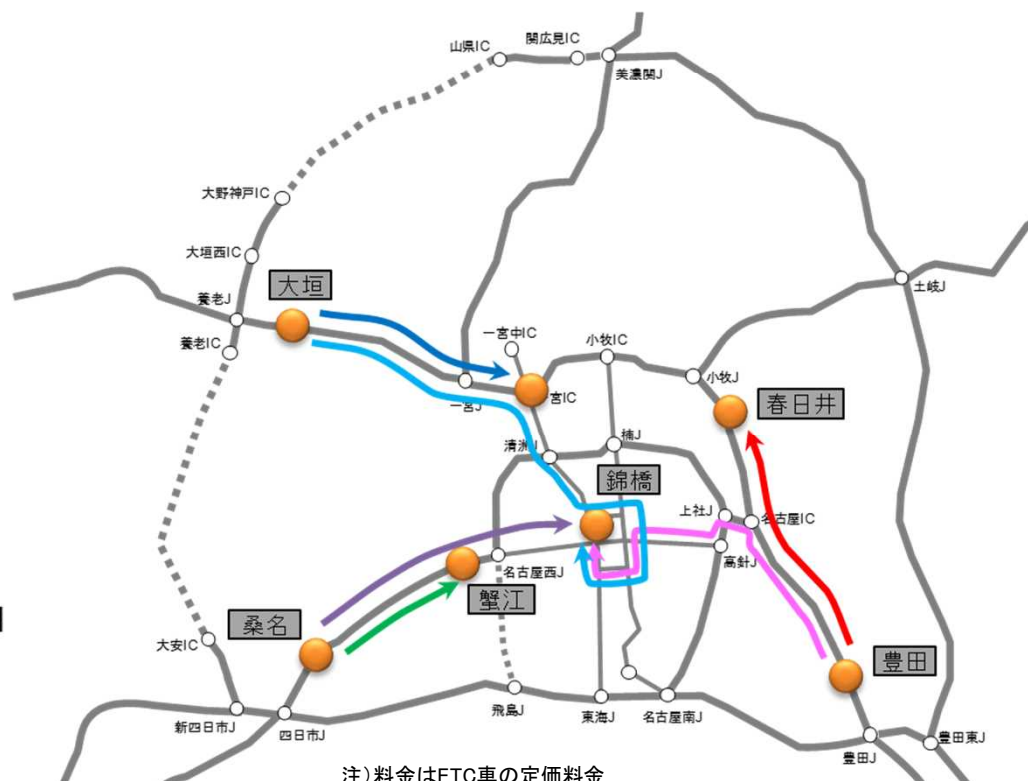 関広見IC
山県IC
美濃関J
大野神戸IC
大垣西IC
土岐J
大垣
養老J
養老IC
一宮中IC
小牧IC
小牧J
一宮J
宮IC
春日井
清洲J
楠J
錦橋
上社J
名古屋IC
高針J
名古屋西J
蟹江
桑名
大安IC
豊田
飛島J
東海J
名古屋南J
新四日市J
四日市J
豊田J
豊田東J
注)料金はETC車の定価料金